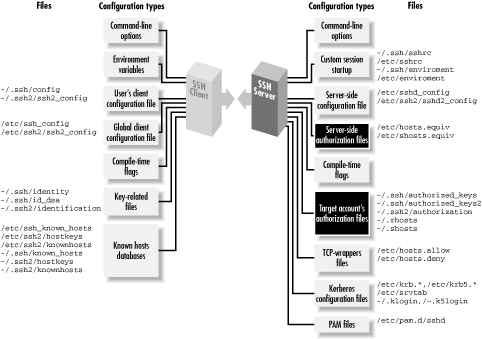 Files
Configuration types
Configuration types
Files
Command-line
options
Environment
variables
-/.ssh/config
-/.ssh2/ssh2_config
User's client
configuration file
/etc/ssh_config
/etc/ssh2/ssh2_config
Global client
configuration file
Compile-time
flags
-/.ssh/identity
-/.ssh/id_dsa
-/.ssh2/identification
Key-related
files
/etc/ssh_known_hosts
/etc/ssh2/hostkeys
/etc/ssh2/knownhosts
-/.ssh/known_hosts
-/.ssh2/hostkeys
-/.ssh2/knownhosts
Known hosts
databases
SSH
Client
SSH
Server
Command-line
options
Custom session
startup
-/.ssh/sshrc
/etc/sshrc
-/.ssh/enviroment
/etc/enviroment
Server-side
configuration file
/etc/sshd_config
/etc/ssh2/sshd2_config
Server-side
authorization files
/etc/hosts.equiv
/etc/shosts.equiv
Compile-time
flags
Target account's
authorization files
-/.ssh/authorized_keys
-/.ssh/authorized_keys2
-/.ssh2/authorization
-/.rhosts
-/.shosts
TCP-wrappers
files
/etc/hosts.allow
/etc/hosts.deny
Kerberos
configuration files
/etc/krb.*,/etc/krb5.*
/etc/srvtab
-/.klogin,/~.k5login
PAM files
/etc/pam.d/sshd